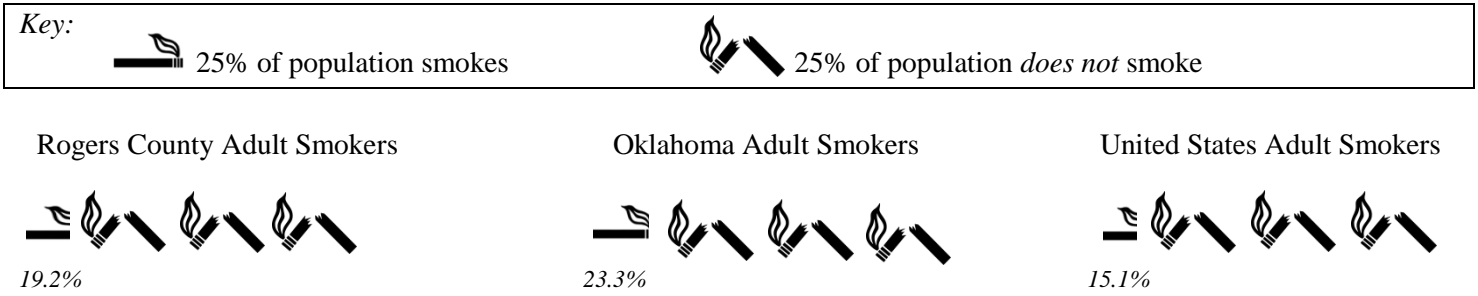 Key:
25% of population smokes 25% of population does not smoke
Rogers County Adult Smokers Oklahoma Adult Smokers United States Adult Smokers
19.2% 23.3% 15.1%